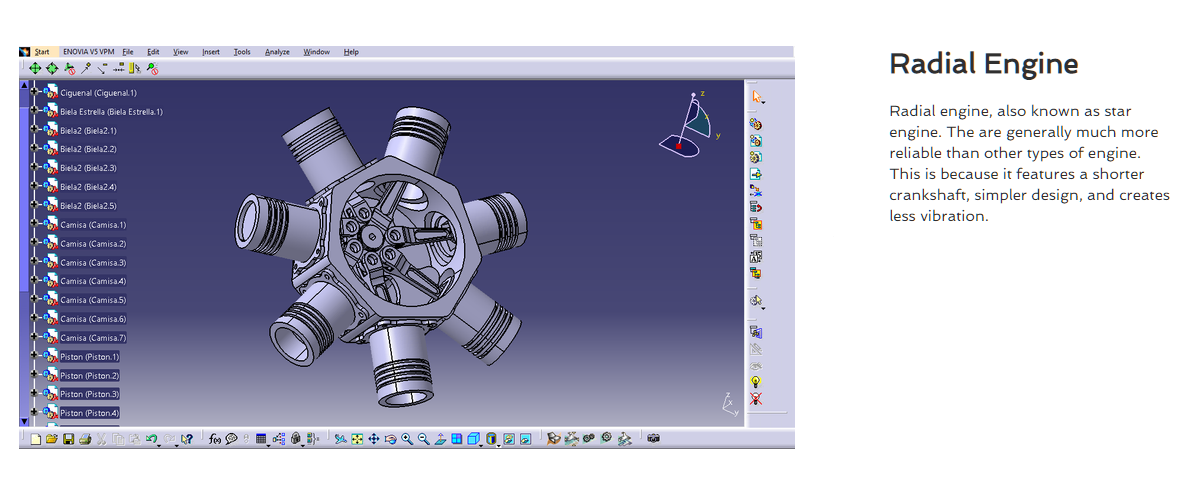 Start ENOVIA V5 VPM File Edit View Insert Tools Analyze Window Help
Ciguenal (Ciguenal.1)
Biela Estrella (Biela Estrella.1)
Biela2 (Biela2.1)
Biela2 (Biela2.2)
Biela2 (Biela2.3)
Biela2 (Biela2.4)
Biela2 (Biela2.5)
Camisa (Camisa.1)
Camisa (Camisa.2)
Camisa (Camisa.3)
Camisa (Camisa.4)
Camisa (Camisa.5)
Camisa (Camisa.6)
Camisa (Camisa.7)
Piston (Piston.1)
Piston (Piston.2)
Piston (Piston.3)
Piston (Piston.4)
z
x
y
z
x
y
f(x)
Radial Engine
Radial engine, also known as star
engine. The are generally much more
reliable than other types of engine.
This is because it features a shorter
crankshaft, simpler design, and creates
less vibration.